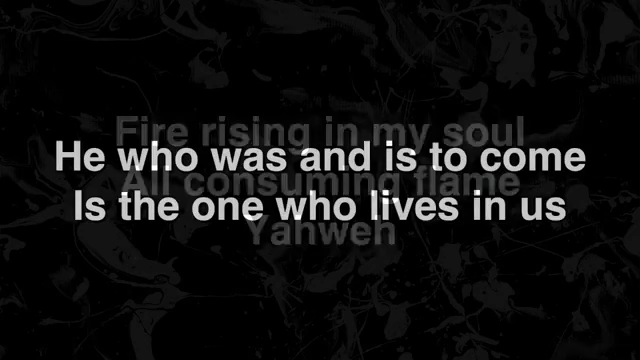 Fire rising in my soul
He who was and is to come
All consuming flame
Is the one who lives in us
Yahweh